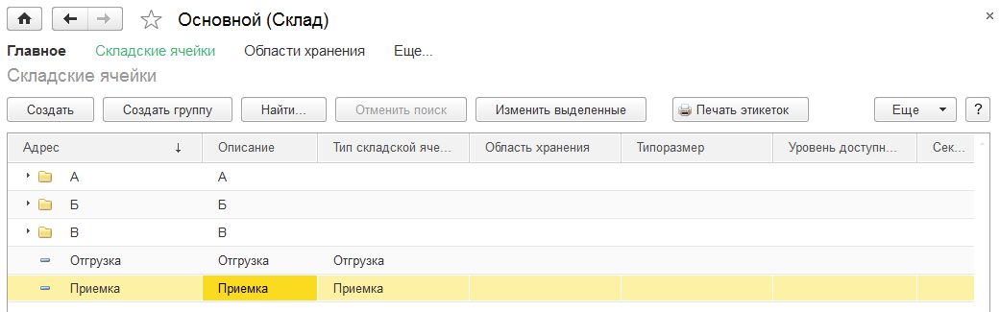 Основной (Склад)
Главное Складские ячейки Области хранения Еще...
Складские ячейки
Создать Создать группу Найти... Отменить поиск Изменить выделенные Печать этикеток Еще ?
Адрес Описание Тип складской яче... Область хранения Типоразмер Уровень доступн... Сек...
А А
Б Б
В В
Отгрузка Отгрузка Отгрузка
Приемка Приемка Приемка